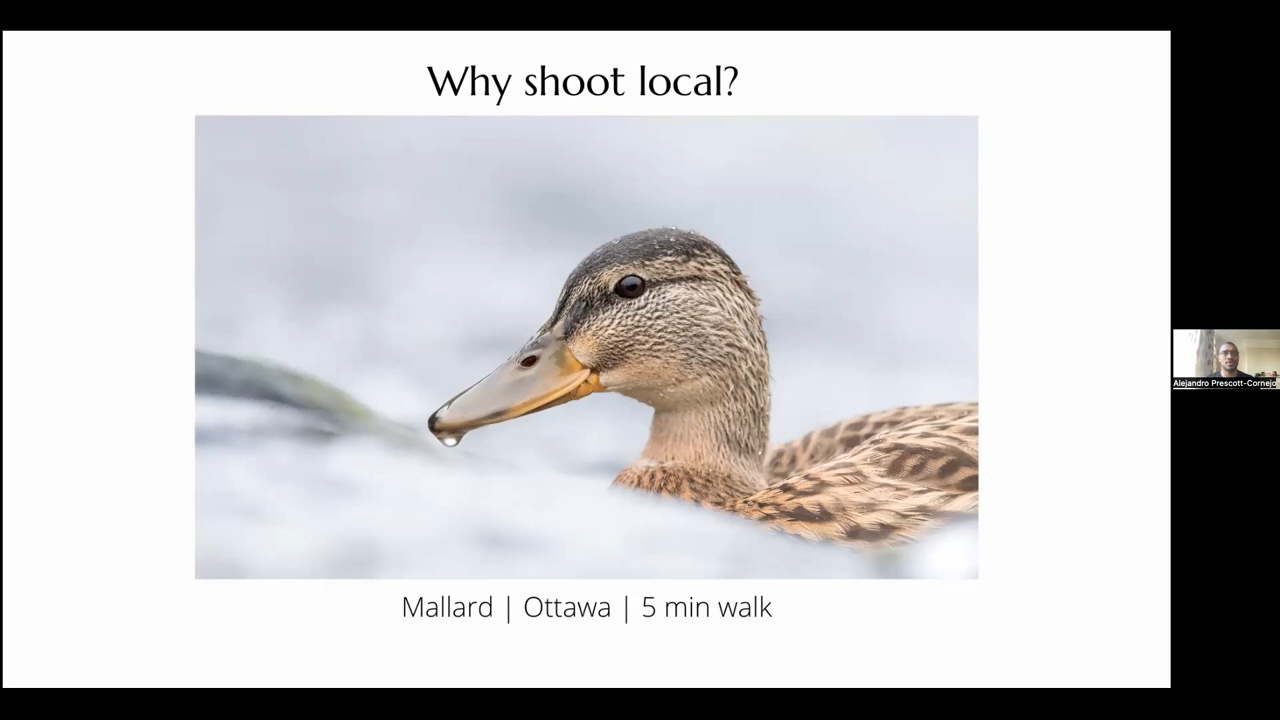 Why shoot local?
Mallard | Ottawa | 5 min walk
Alejandro Prescott-Cornejo